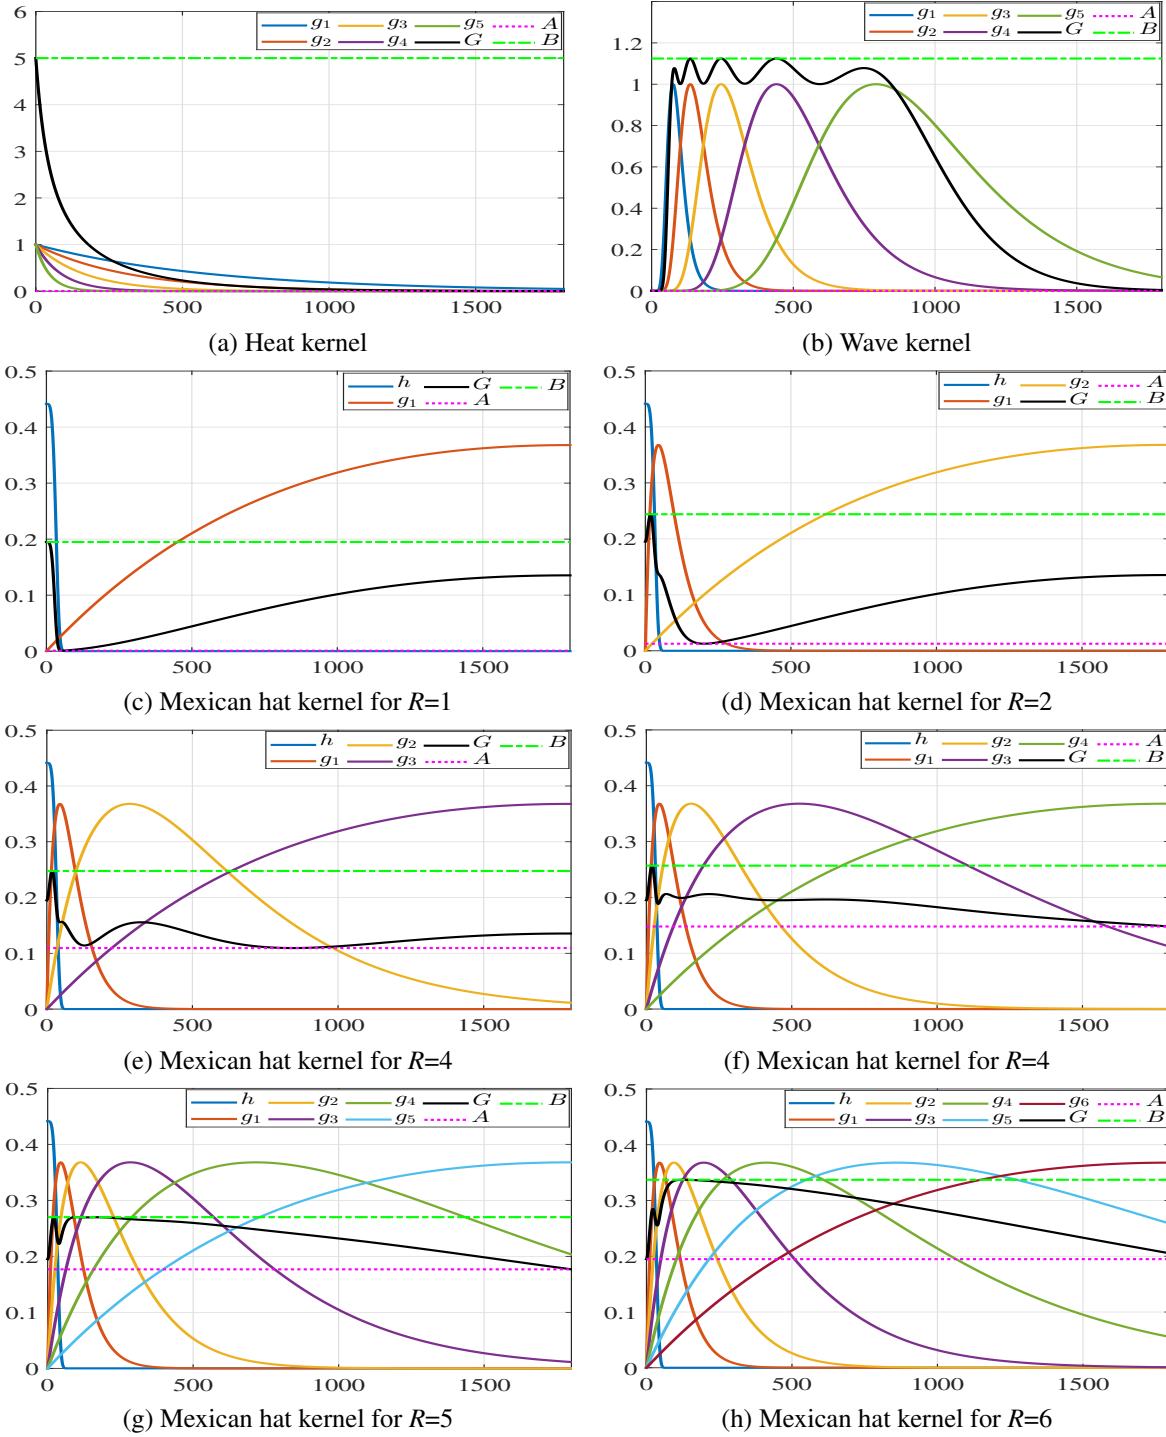 g1 g3 g5 A
g2 g4 G B
6
5
4
3
2
1
0
0 500 1000 1500
(a) Heat kernel
g1 g3 g5 A
g2 g4 G B
1.2
1
0.8
0.6
0.4
0.2
0
0 500 1000 1500
(b) Wave kernel
h G B
g1 A
0.5
0.4
0.3
0.2
0.1
0
0 500 1000 1500
(c) Mexican hat kernel for R=1
h g2 A
g1 G B
0.5
0.4
0.3
0.2
0.1
0
0 500 1000 1500
(d) Mexican hat kernel for R=2
h g2 G B
g1 g3 A
0.5
0.4
0.3
0.2
0.1
0
0 500 1000 1500
(e) Mexican hat kernel for R=4
h g2 g4 A
g1 g3 G B
0.5
0.4
0.3
0.2
0.1
0
0 500 1000 1500
(f) Mexican hat kernel for R=4
h g2 g4 G B
g1 g3 g5 A
0.5
0.4
0.3
0.2
0.1
0
0 500 1000 1500
(g) Mexican hat kernel for R=5
h g2 g4 g6 A
g1 g3 g5 G B
0.5
0.4
0.3
0.2
0.1
0
0 500 1000 1500
(h) Mexican hat kernel for R=6